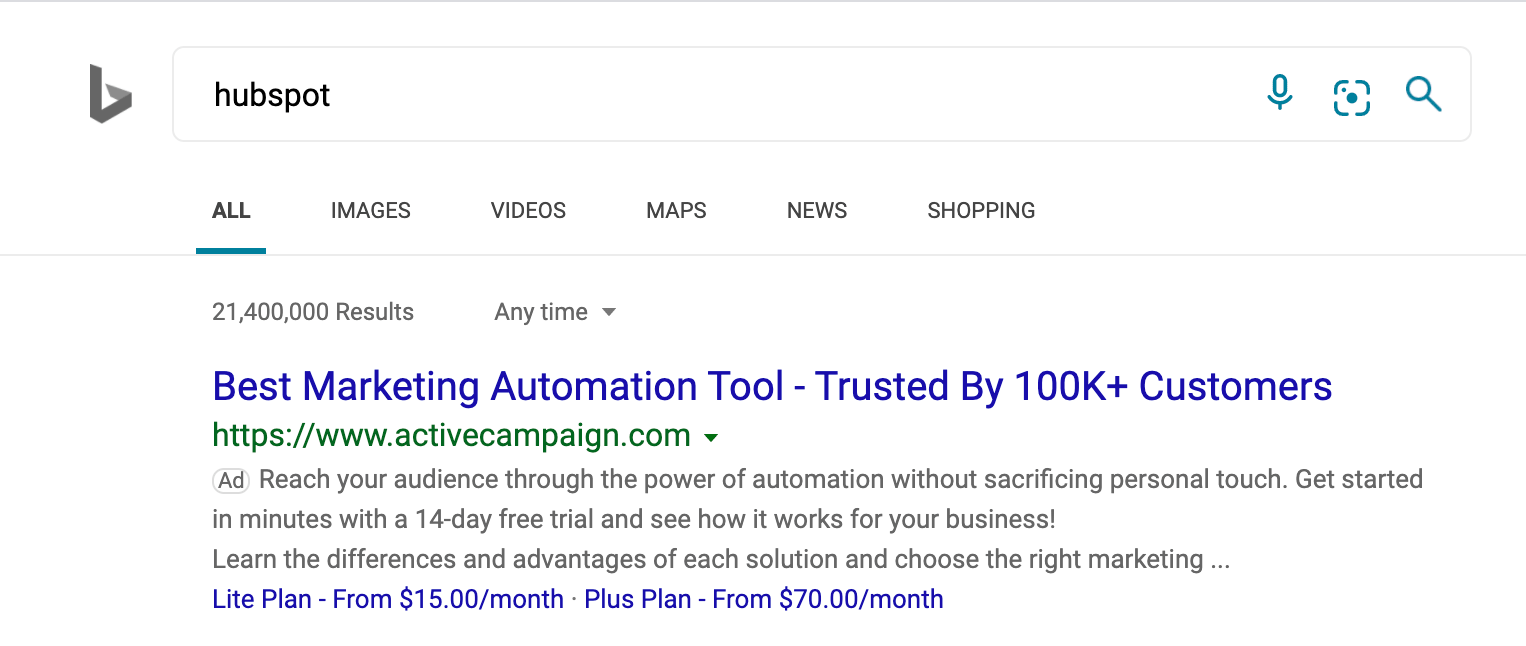 hubspot
ALL IMAGES VIDEOS MAPS NEWS SHOPPING
21,400,000 Results Any time
Best Marketing Automation Tool - Trusted By 100K+ Customers
https://www.activecampaign.com
Ad Reach your audience through the power of automation without sacrificing personal touch. Get started
in minutes with a 14-day free trial and see how it works for your business!
Learn the differences and advantages of each solution and choose the right marketing ...
Lite Plan - From $15.00/month · Plus Plan - From $70.00/month